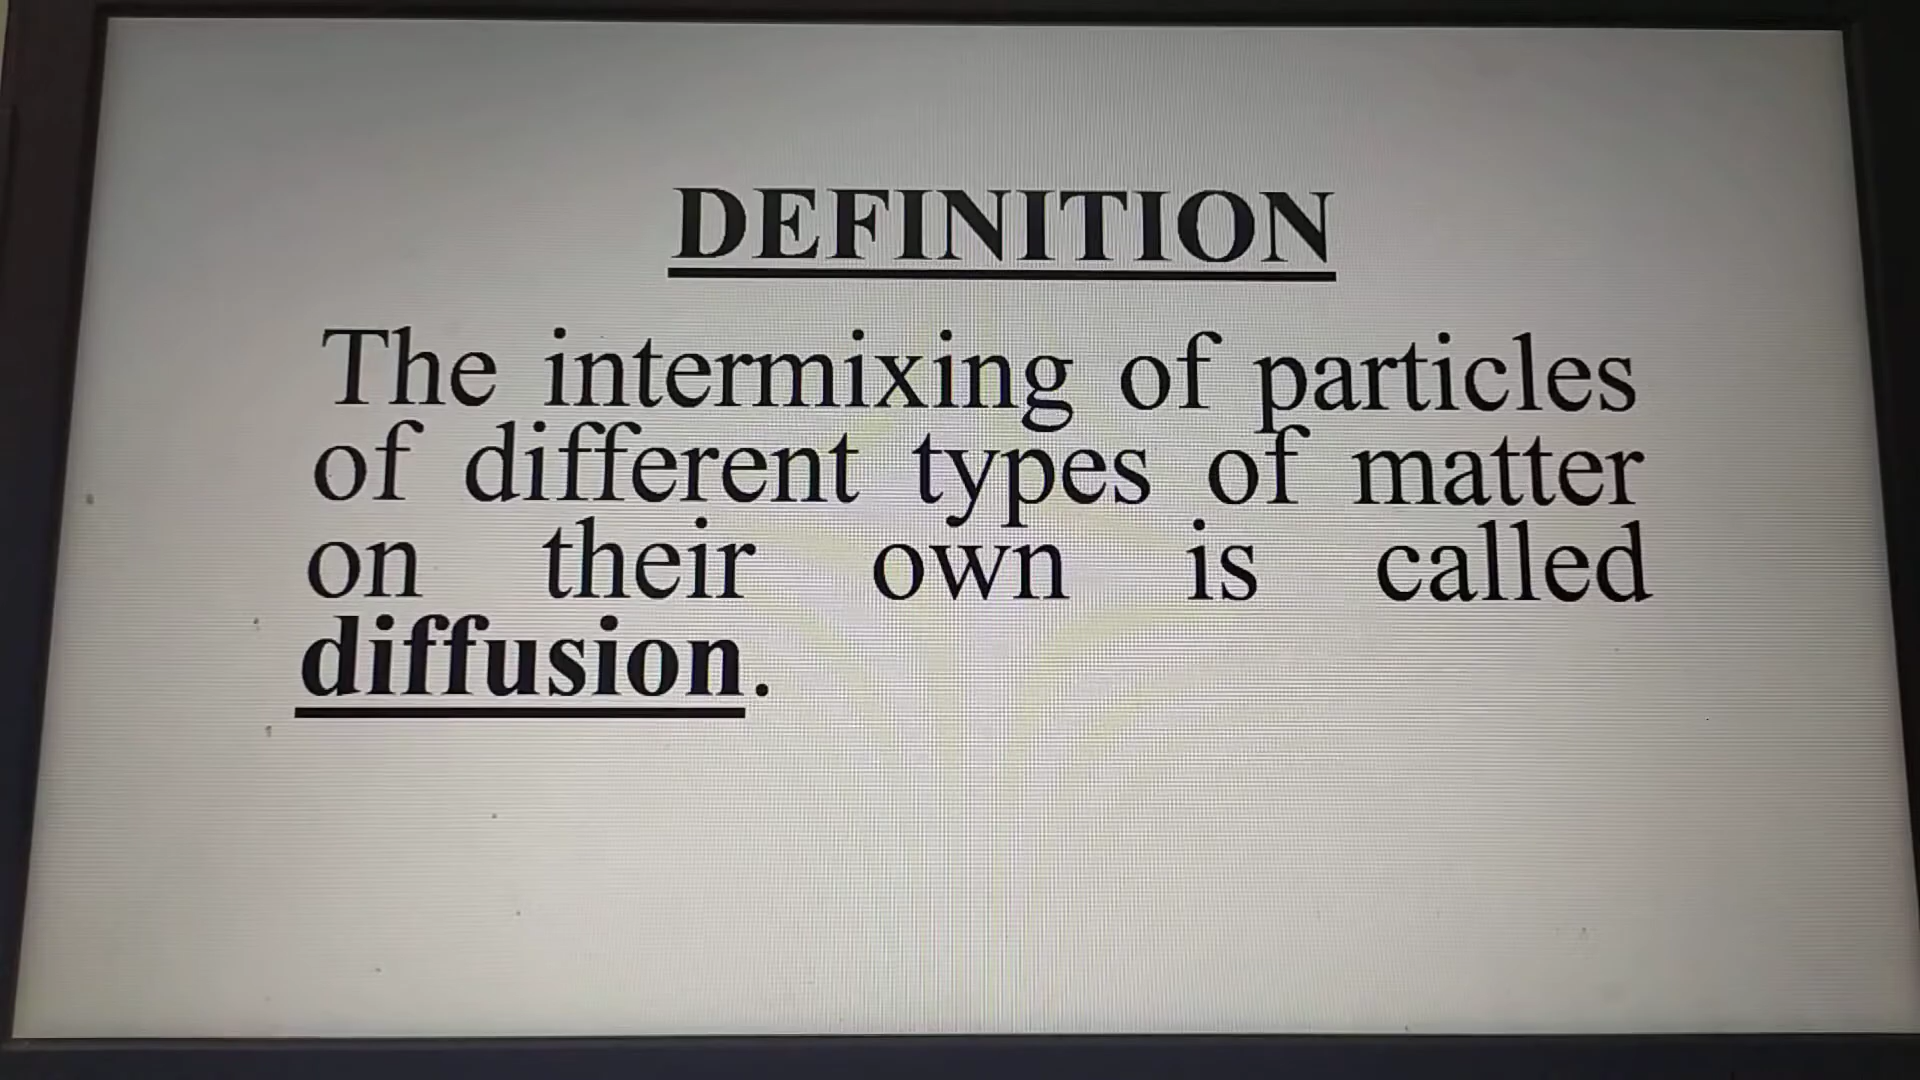 DEFINITION
The intermixing of particles
of different types of matter
on their own is called
diffusion.